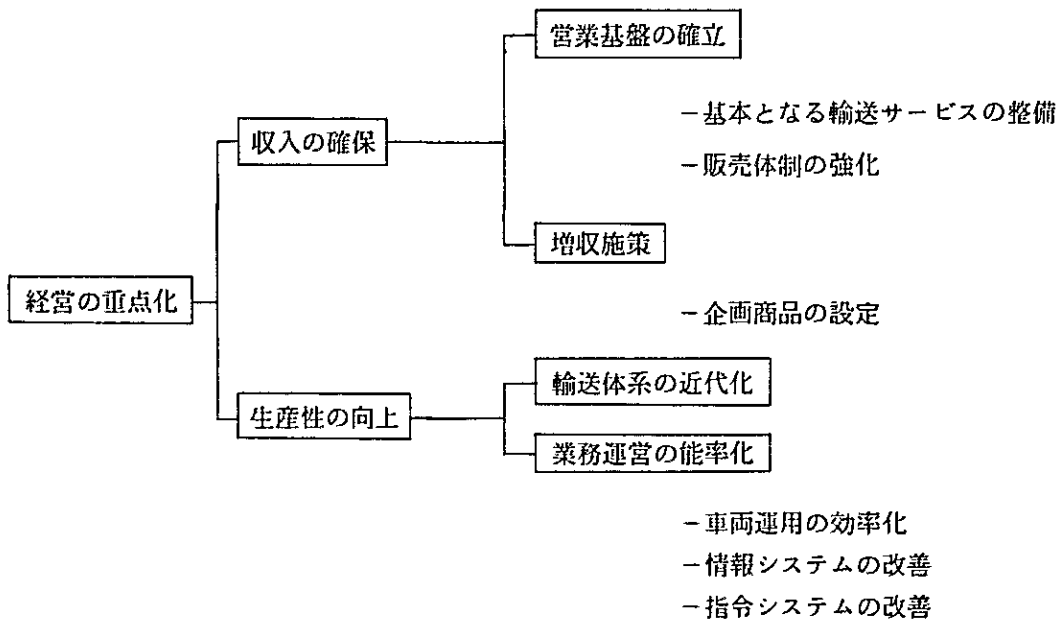 営業基盤の確立
－基本となる輸送サービスの整備
収入の確保
－販売体制の強化
増収施策
経営の重点化
－企画商品の設定
輸送体系の近代化
生産性の向上
業務運営の能率化
－車両運用の効率化
－情報システムの改善
－指令システムの改善